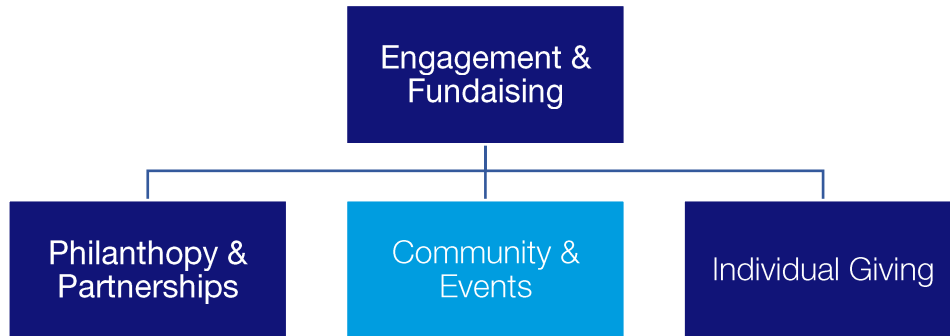 Engagement &
Fundaising
Philanthopy &
Partnerships
Community &
Events
Individual Giving